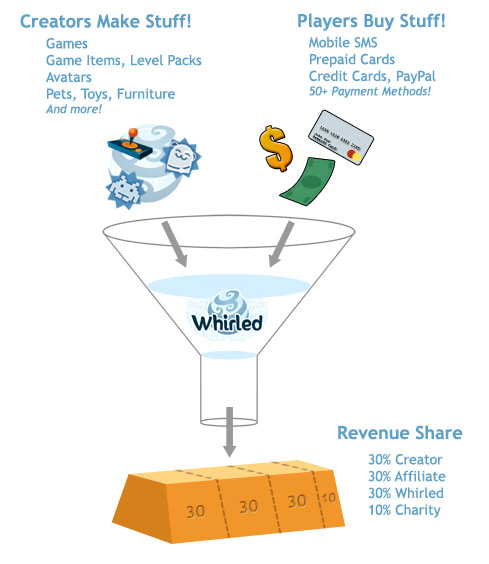 Creators Make Stuff!
Games
Game Items, Level Packs
Avatars
Pets, Toys, Furniture
And more!
Players Buy Stuff!
Mobile SMS
Prepaid Cards
Credit Cards, PayPal
50+ Payment Methods!
Whirled
Revenue Share
30% Creator
30% Affiliate
30% Whirled
10% Charity
30 30 30 10